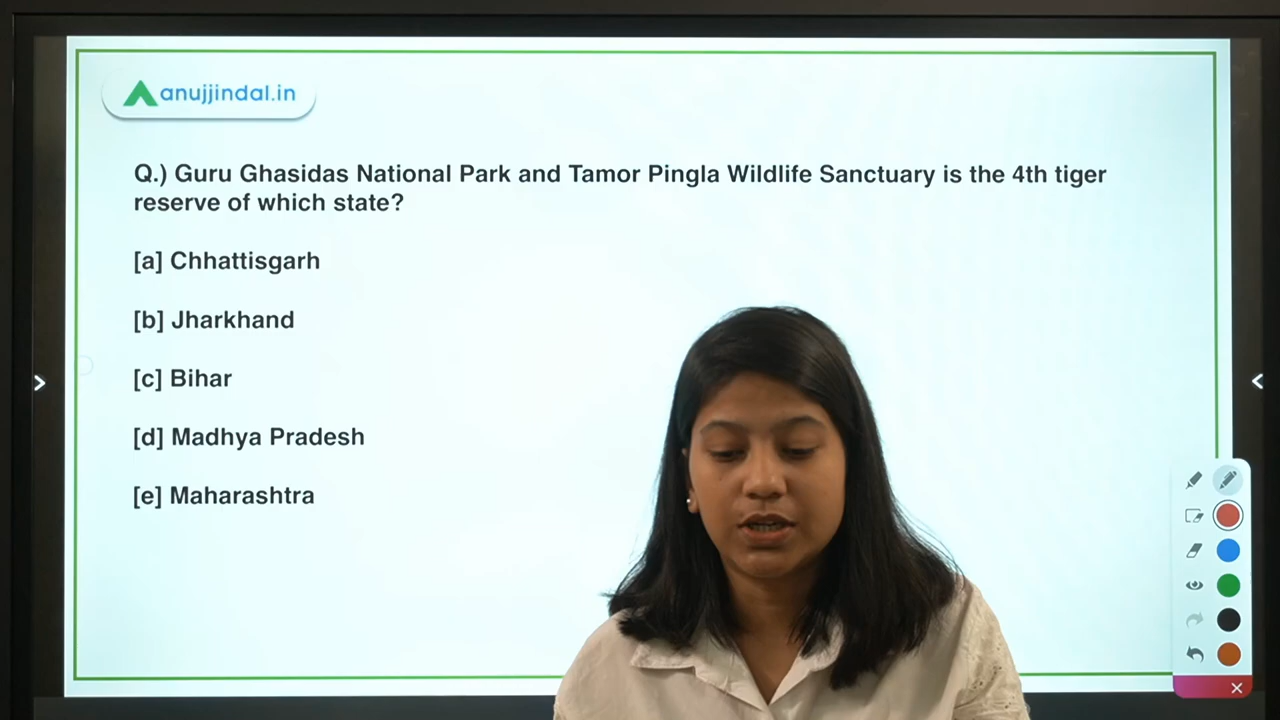 anujjindal.in
Q.) Guru Ghasidas National Park and Tamor Pingla Wildlife Sanctuary is the 4th tiger
reserve of which state?
[a] Chhattisgarh
[b] Jharkhand
[c] Bihar
[d] Madhya Pradesh
[e] Maharashtra